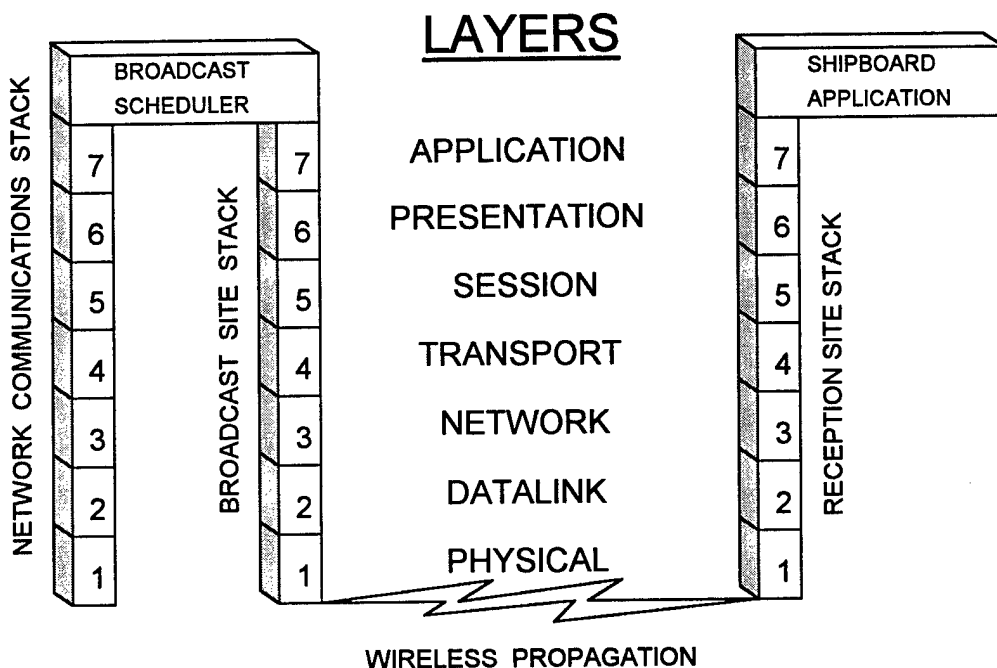 LAYERS
BROADCAST
SCHEDULER
SHIPBOARD
APPLICATION
NETWORK COMMUNICATIONS STACK
7
6
5
4
3
2
1
BROADCAST SITE STACK
7
6
5
4
3
2
1
APPLICATION
PRESENTATION
SESSION
TRANSPORT
NETWORK
DATALINK
PHYSICAL
7
6
5
4
3
2
1
RECEPTION SITE STACK
WIRELESS PROPAGATION